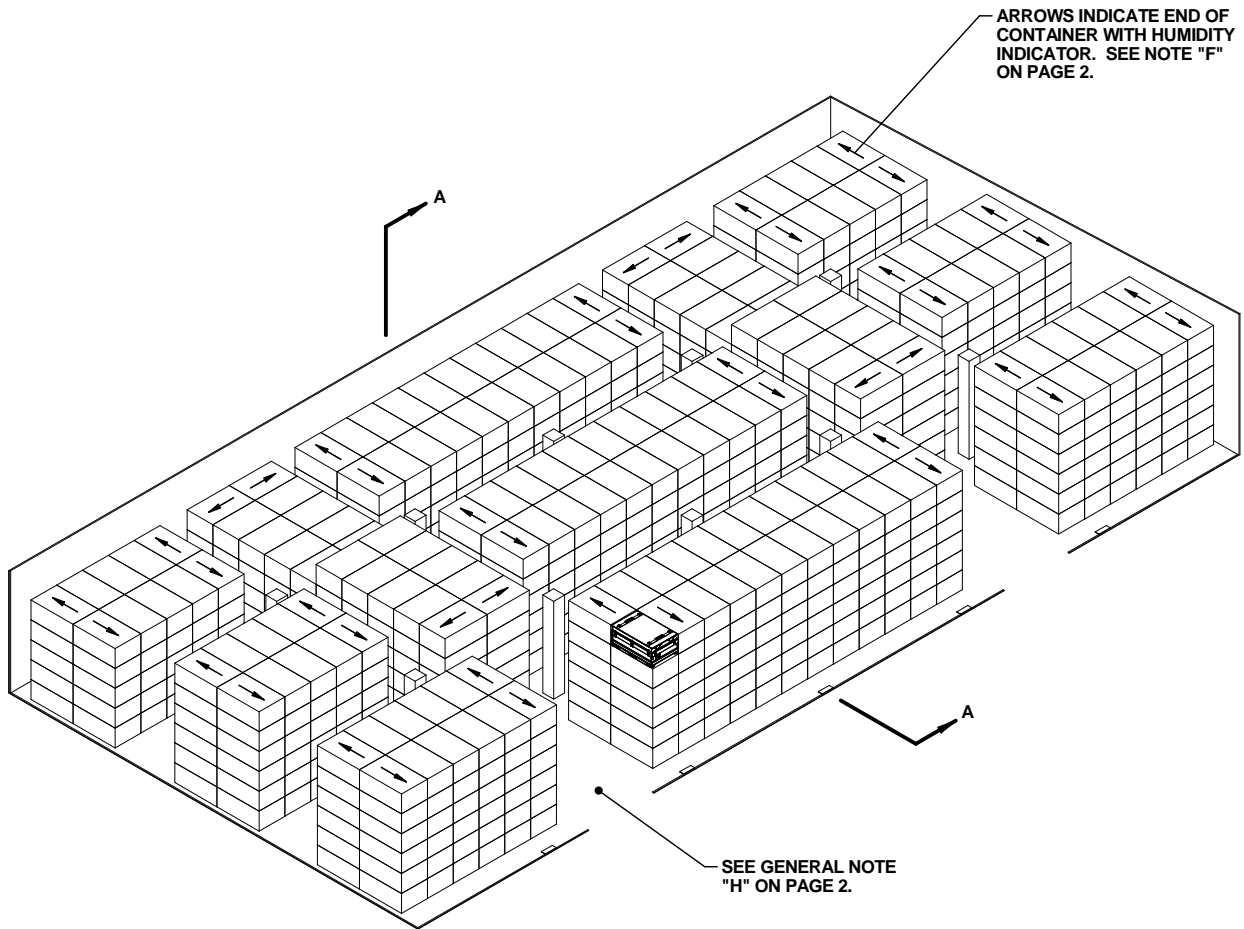 ARROWS INDICATE END OF
CONTAINER WITH HUMIDITY
INDICATOR.  SEE NOTE "F"
ON PAGE 2.
A
A
SEE GENERAL NOTE
"H" ON PAGE 2.